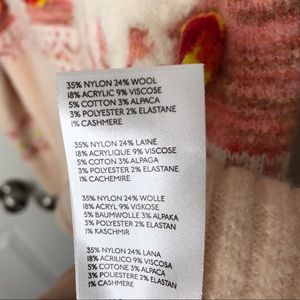 35% NYLON 24% WOOL
18% ACRYLIC 9% VISCOSE
5% COTTON 3% ALPACA
3% POLYESTER 2% ELASTANE
1% CASHMERE
35% NYLON 24% LAINE
18% ACRYLIQUE 9% VISCOSE
5% COTON 3% ALPAGA
3% POLYESTER 2% ELASTANE
1% CACHEMIRE
35% NYLON 24% WOLLE
18% ACRYL 9% VISKOSE
5% BAUMWOLLE 3% ALPAKA
3% POLYESTER 2% ELASTAN
1% KASCHMIR
35% NYLON 24% LANA
18% ACRILICO 9% VISCOSA
5% COTONE 3% ALPACA
3% POLIESTERE 2% ELASTAN
1% CASHMERE